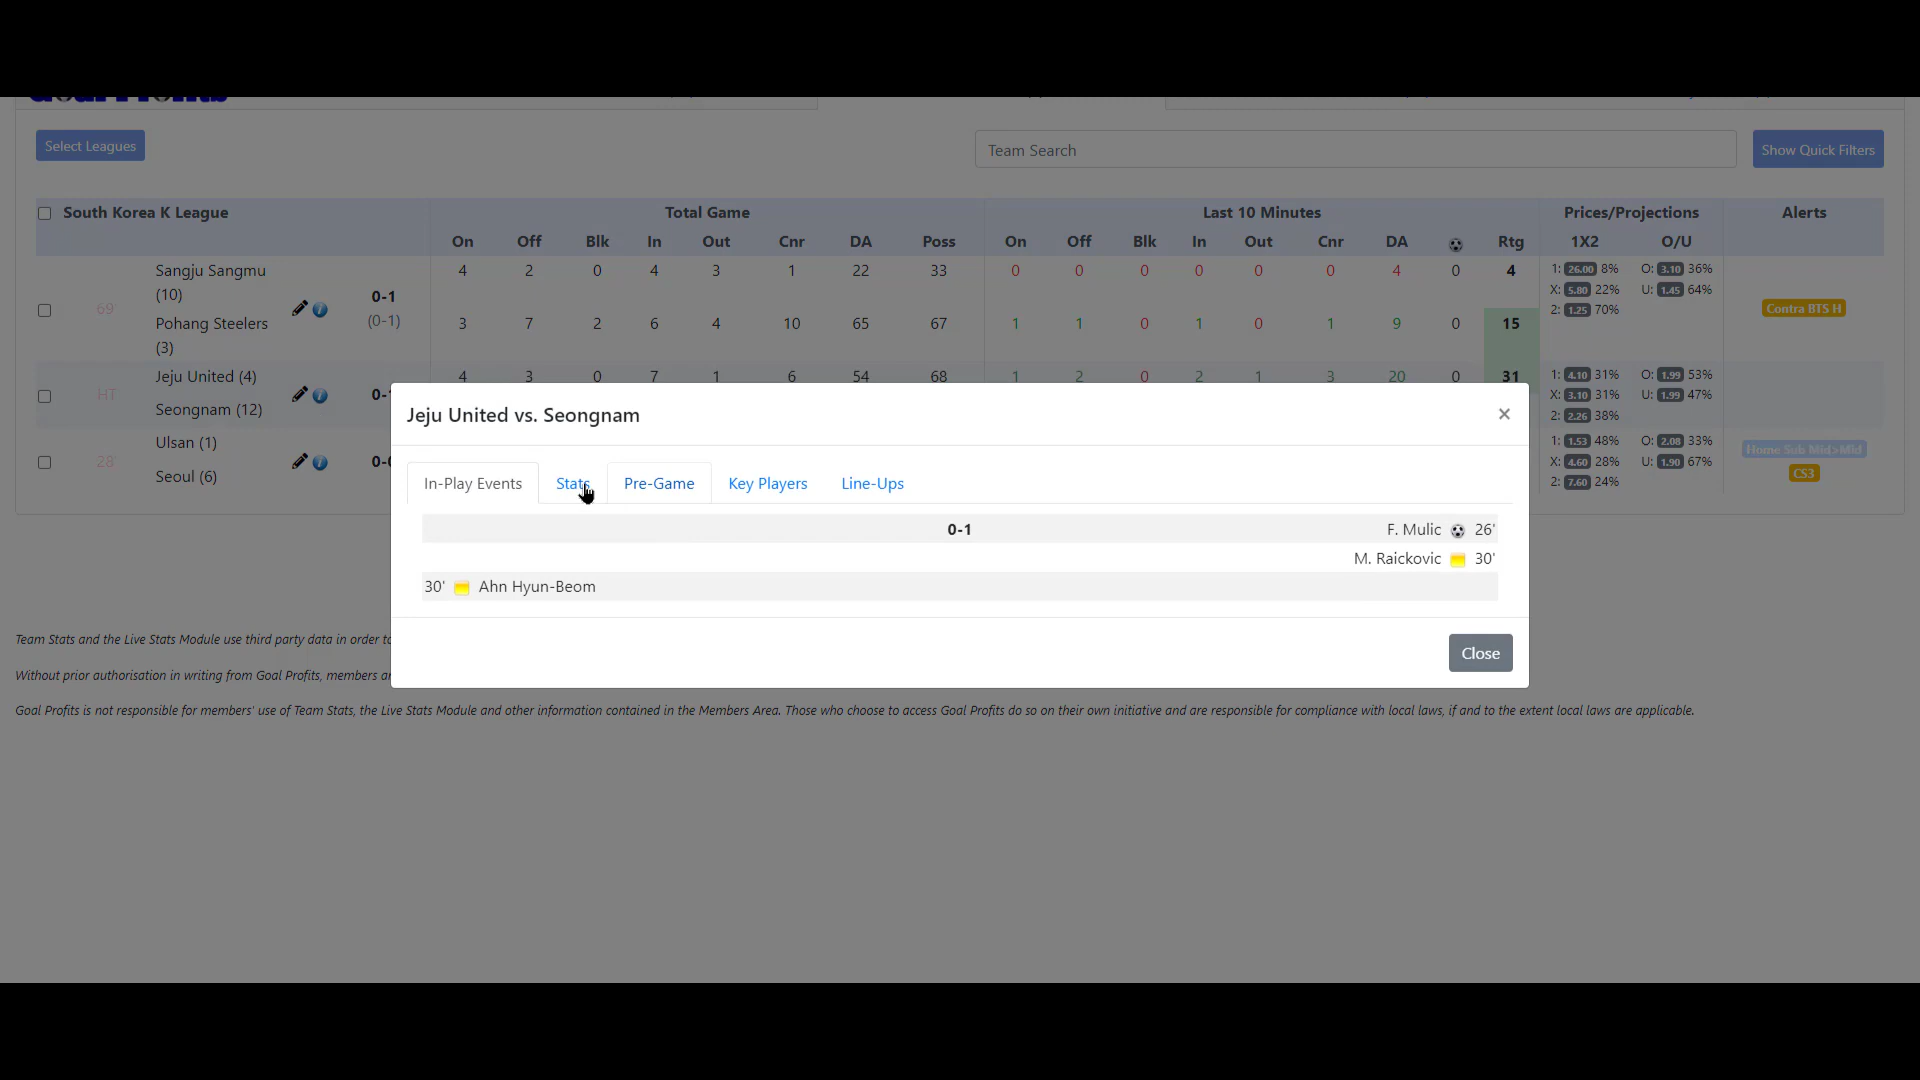 Select Leagues
Team Search
Show Quick Filters
South Korea K League Total Game Last 10 Minutes Prices/Projections Alerts
On Off Blk In Out Cnr DA Poss On Off Blk In Out Cnr DA Rtg 1X2 O/U
69' Sangju Sangmu (10) 0-1 (0-1) 4 2 0 4 3 1 22 33 0 0 0 0 0 0 4 0 4 1: 26.00 8% O: 3.10 36%
X: 5.80 22% U: 1.45 64%
2: 1.25 70%
Contra BTS H
Pohang Steelers (3) 3 7 2 6 4 10 65 67 1 1 0 1 0 1 9 0 15
HT Jeju United (4) 4 3 0 7 1 6 54 68 1 2 0 2 1 3 20 0 31 1: 4.10 31% O: 1.99 53%
Seongnam (12) 0- X: 3.10 31% U: 1.99 47%
2: 2.26 38%
28' Ulsan (1) 1: 1.53 48% O: 2.08 33% Home Sub Mid>Mid
Seoul (6) 0- X: 4.60 28% U: 1.90 67% CS3
2: 7.60 24%
Jeju United vs. Seongnam ×
In-Play Events Stats Pre-Game Key Players Line-Ups
0-1 F. Mulic 26'
M. Raickovic 30'
30' Ahn Hyun-Beom
Close
Team Stats and the Live Stats Module use third party data in order to
Without prior authorisation in writing from Goal Profits, members
Goal Profits is not responsible for members' use of Team Stats, the Live Stats Module and other information contained in the Members Area. Those who choose to access Goal Profits do so on their own initiative and are responsible for compliance with local laws, if and to the extent local laws are applicable.